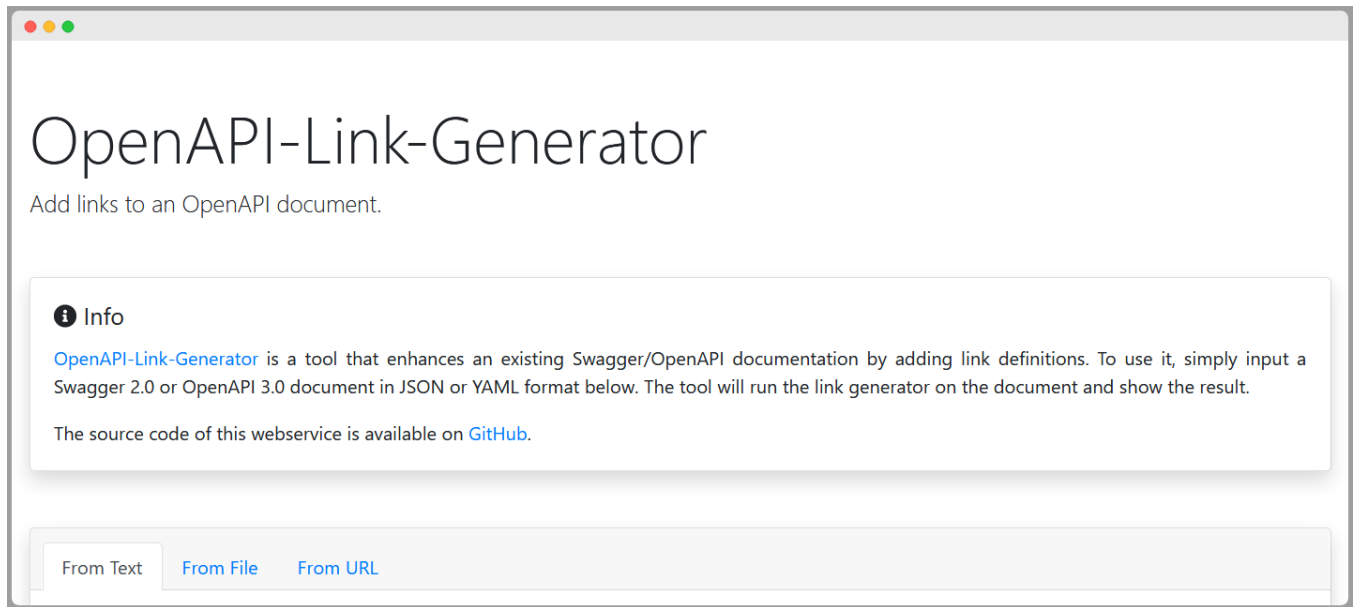 OpenAPI-Link-Generator
Add links to an OpenAPI document.
Info
OpenAPI-Link-Generator is a tool that enhances an existing Swagger/OpenAPI documentation by adding link definitions. To use it, simply input a
Swagger 2.0 or OpenAPI 3.0 document in JSON or YAML format below. The tool will run the link generator on the document and show the result.
The source code of this webservice is available on GitHub.
From Text From File From URL